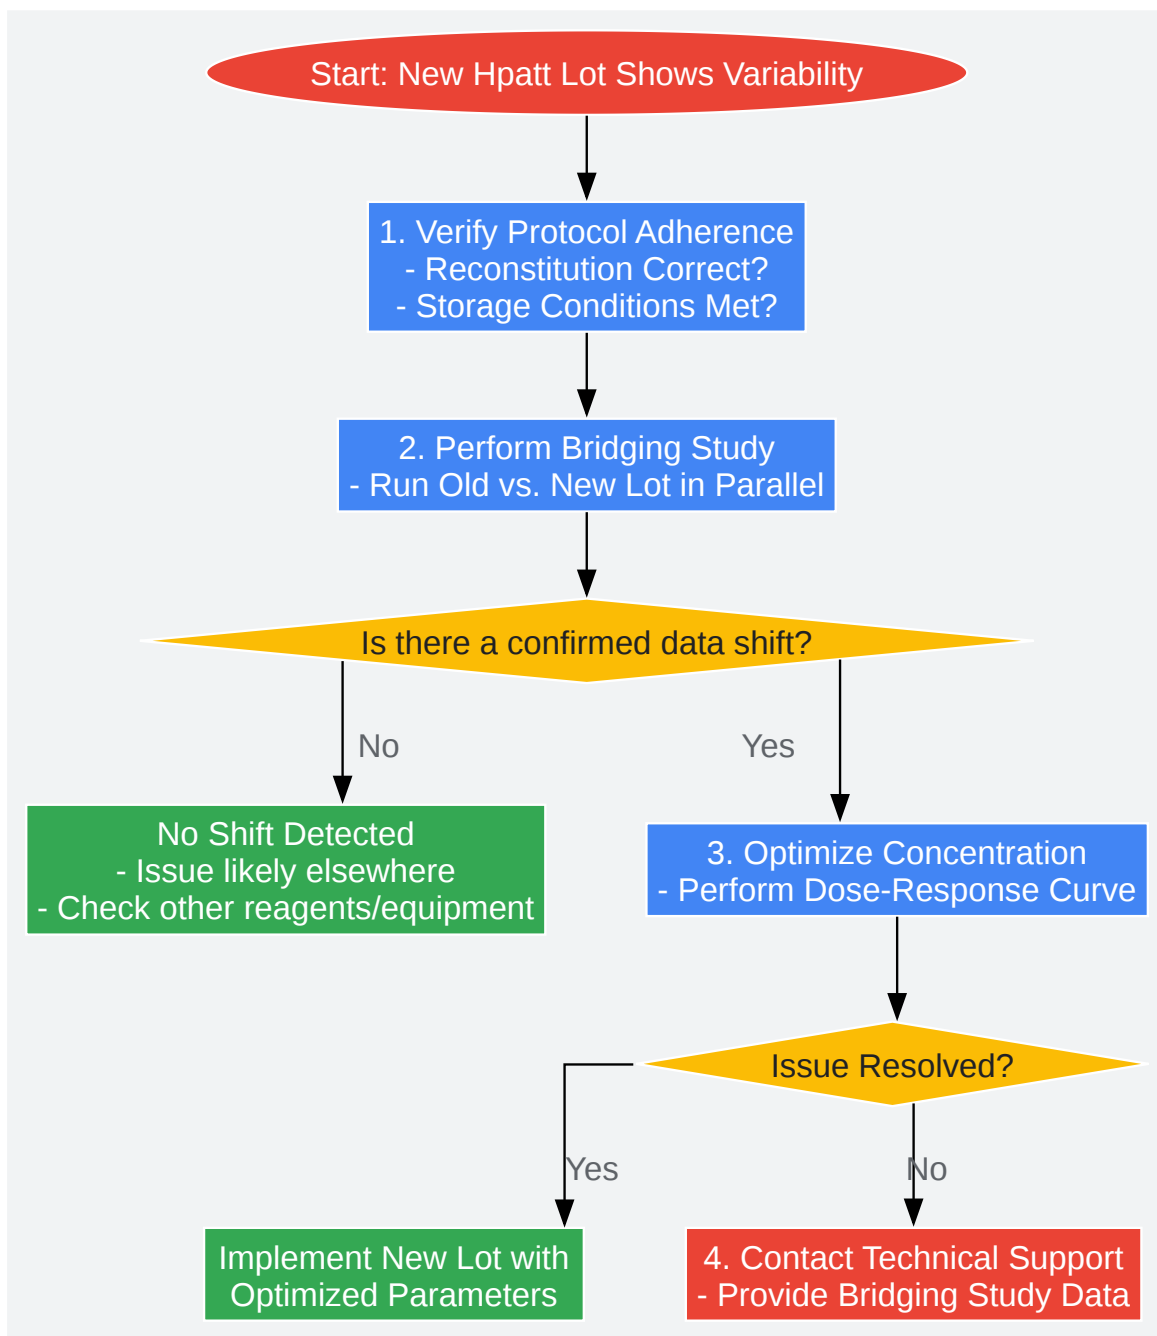 Start: New Hpatt Lot Shows Variability
1. Verify Protocol Adherence
- Reconstitution Correct?
- Storage Conditions Met?
2. Perform Bridging Study
- Run Old vs. New Lot in Parallel
Is there a confirmed data shift?
No
Yes
No Shift Detected
- Issue likely elsewhere
- Check other reagents/equipment
3. Optimize Concentration
- Perform Dose-Response Curve
Issue Resolved?
Yes
No
Implement New Lot with
Optimized Parameters
4. Contact Technical Support
- Provide Bridging Study Data